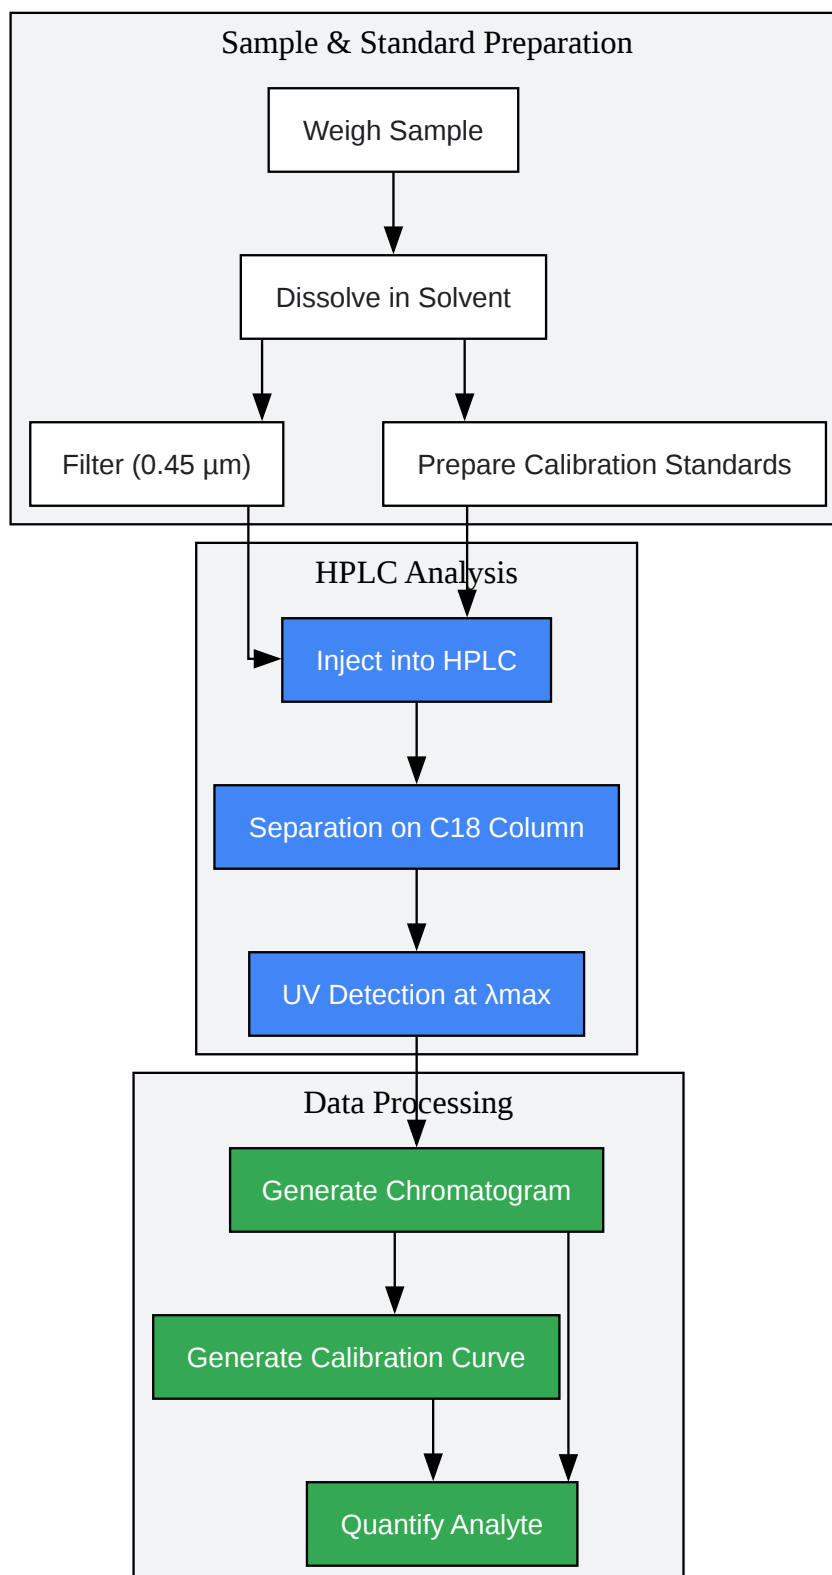 Sample & Standard Preparation
Weigh Sample
Dissolve in Solvent
Filter (0.45 µm)
Prepare Calibration Standards
HPLC Analysis
Inject into HPLC
Separation on C18 Column
UV Detection at λmax
Data Processing
Generate Chromatogram
Generate Calibration Curve
Quantify Analyte